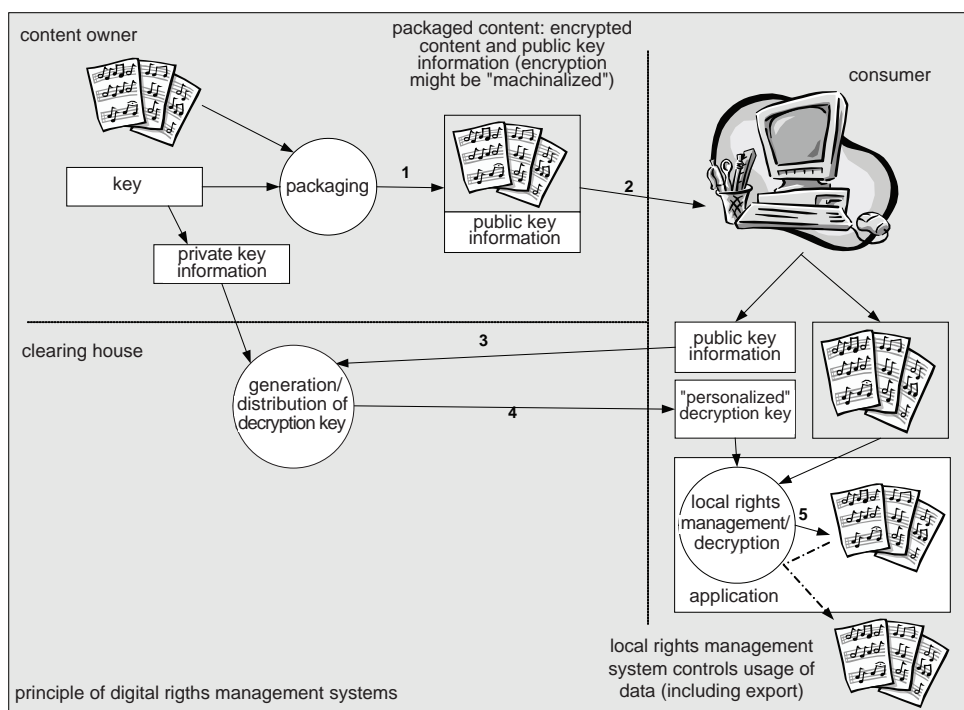 content owner
packaged content: encrypted
content and public key
information (encryption
might be "machinalized")
consumer
key
packaging
1
public key
information
2
private key
information
clearing house
3
public key
information
generation/
distribution of
decryption key
4
"personalized"
decryption key
local rights
management/
decryption
5
application
local rights management
system controls usage of
data (including export)
principle of digital rigths management systems